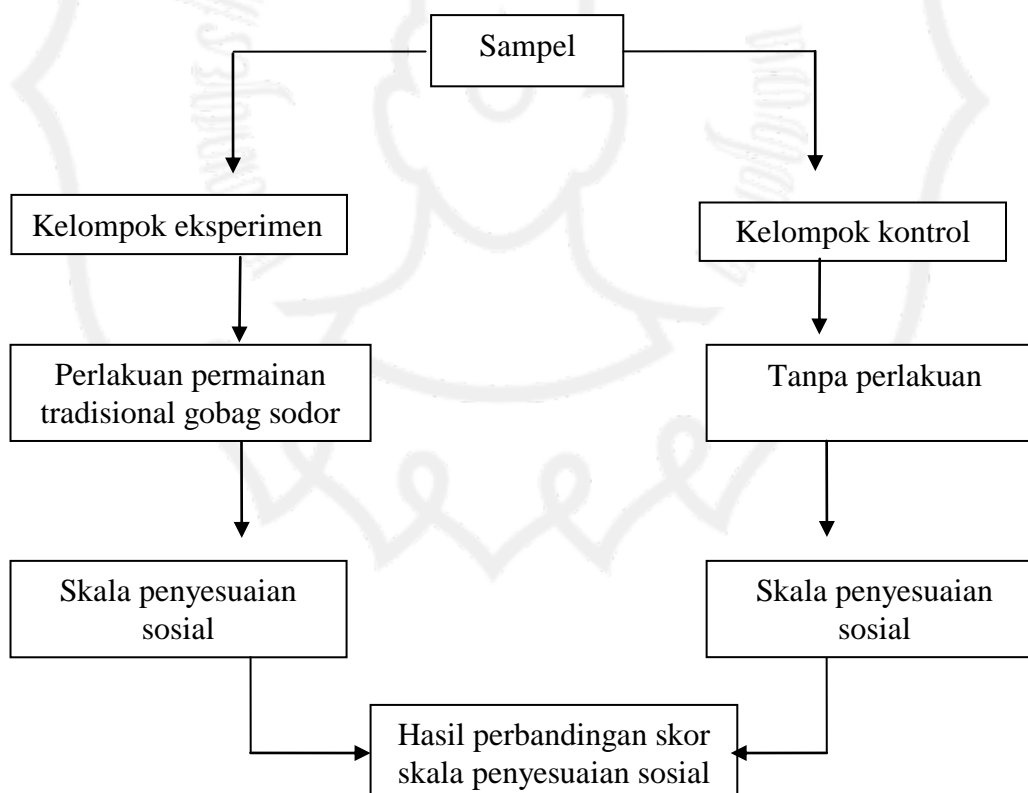 Sampel
Kelompok eksperimen
Kelompok kontrol
Perlakuan permainan
tradisional gobag sodor
Tanpa perlakuan
Skala penyesuaian
sosial
Skala penyesuaian
sosial
Hasil perbandingan skor
skala penyesuaian sosial